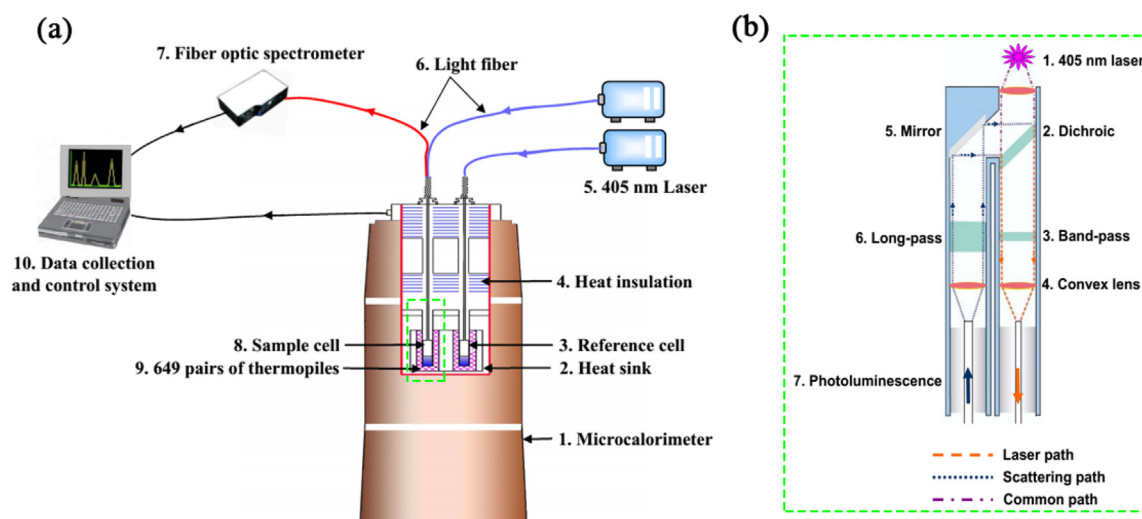 (a)
7. Fiber optic spectrometer
6. Light fiber
5. 405 nm Laser
10. Data collection
and control system
4. Heat insulation
8. Sample cell
3. Reference cell
9. 649 pairs of thermopiles
2. Heat sink
1. Microcalorimeter
(b)
1. 405 nm laser
5. Mirror
2. Dichroic
6. Long-pass
3. Band-pass
4. Convex lens
7. Photoluminescence
Laser path
Scattering path
Common path